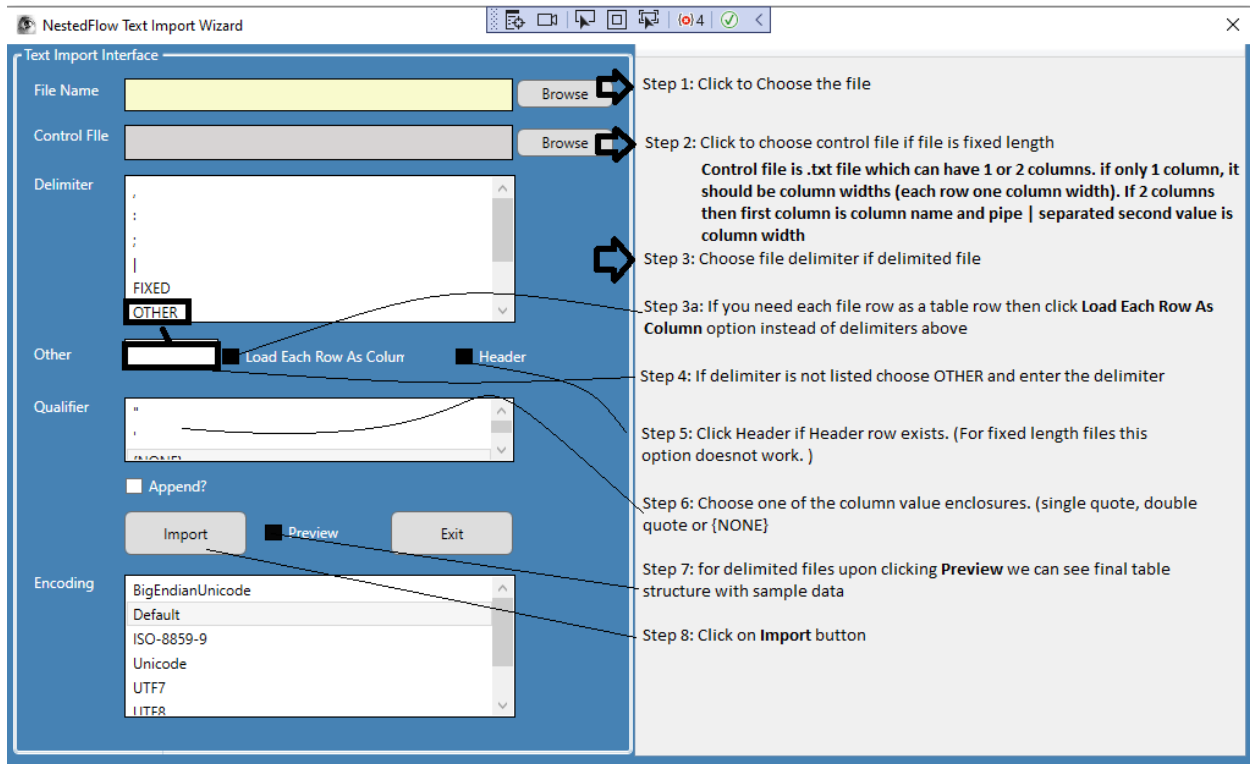 NestedFlow Text Import Wizard
4
Text Import Interface
File Name
Browse
Step 1: Click to Choose the file
Control FIle
Browse
Step 2: Click to choose control file if file is fixed length
Control file is .txt file which can have 1 or 2 columns. if only 1 column, it
should be column widths (each row one column width). If 2 columns
then first column is column name and pipe | separated second value is
column width
Delimiter
,
:
;
|
FIXED
OTHER
Step 3: Choose file delimiter if delimited file
Step 3a: If you need each file row as a table row then click Load Each Row As
Column option instead of delimiters above
Other
Load Each Row As Colum
Header
Step 4: If delimiter is not listed choose OTHER and enter the delimiter
Qualifier
"
'
{NONE}
Step 5: Click Header if Header row exists. (For fixed length files this
option doesnot work. )
Append?
Step 6: Choose one of the column value enclosures. (single quote, double
quote or {NONE}
Import
Preview
Exit
Step 7: for delimited files upon clicking Preview we can see final table
structure with sample data
Encoding
BigEndianUnicode
Default
ISO-8859-9
Unicode
UTF7
UTF8
Step 8: Click on Import button